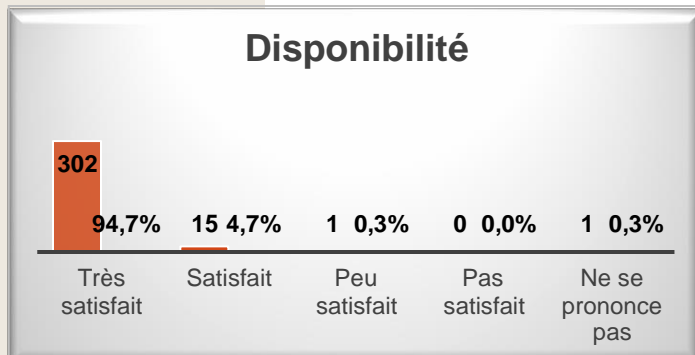 Disponibilité
302
94,7% 15 4,7% 1 0,3% 0 0,0% 1 0,3%
Très satisfait
Satisfait
Peu satisfait
Pas satisfait
Ne se prononce pas